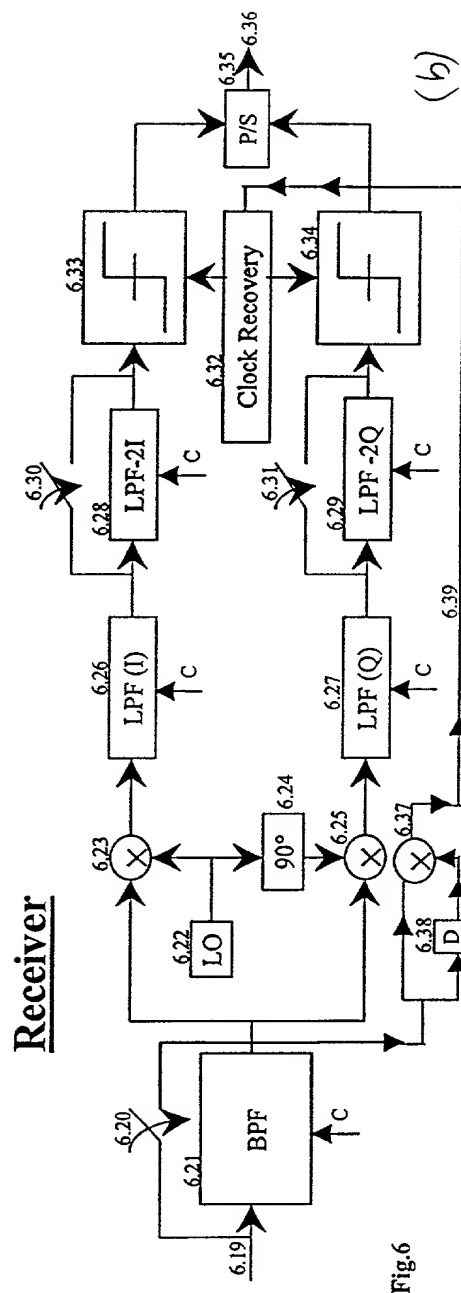 Receiver
6.19
6.20
6.21
BPF
C
6.22
LO
6.23
X
6.24
90°
6.25
X
6.26
LPF (I)
C
6.27
LPF (Q)
C
6.28
LPF-2I
C
6.30
6.29
LPF -2Q
C
6.31
6.32
Clock Recovery
6.33
6.34
P/S
6.35
6.36
6.37
X
6.38
D
6.39
Fig.6